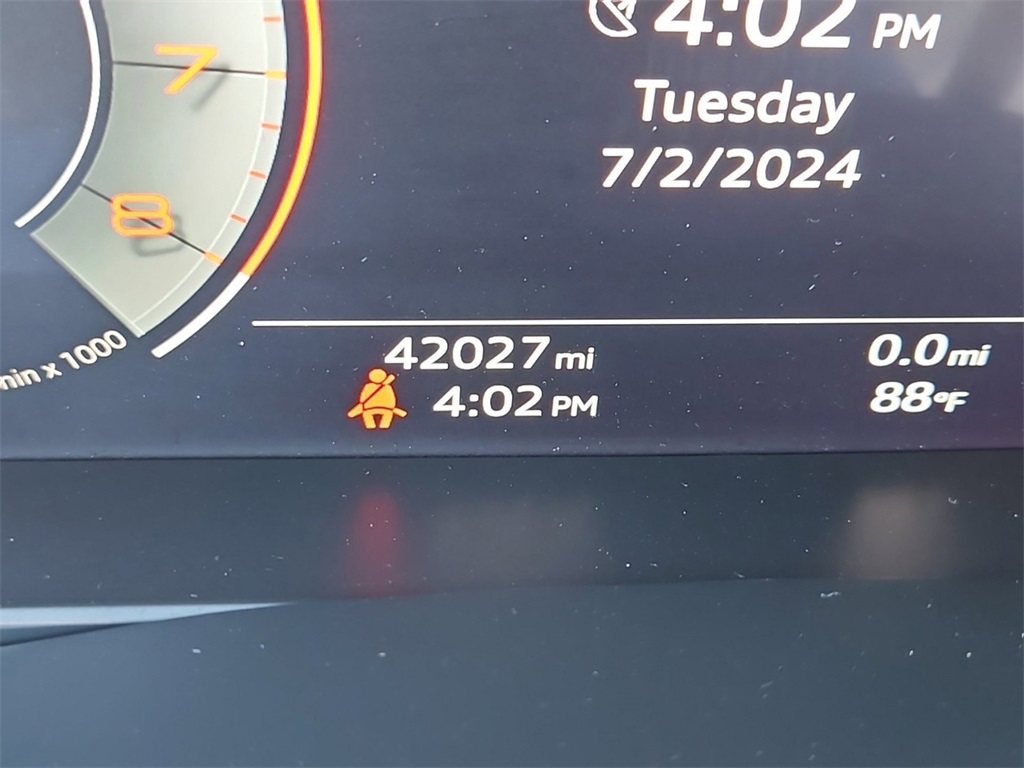 4:02 PM
Tuesday
7/2/2024
7
8
min x 1000
42027 mi
0.0 mi
4:02 PM
88°F